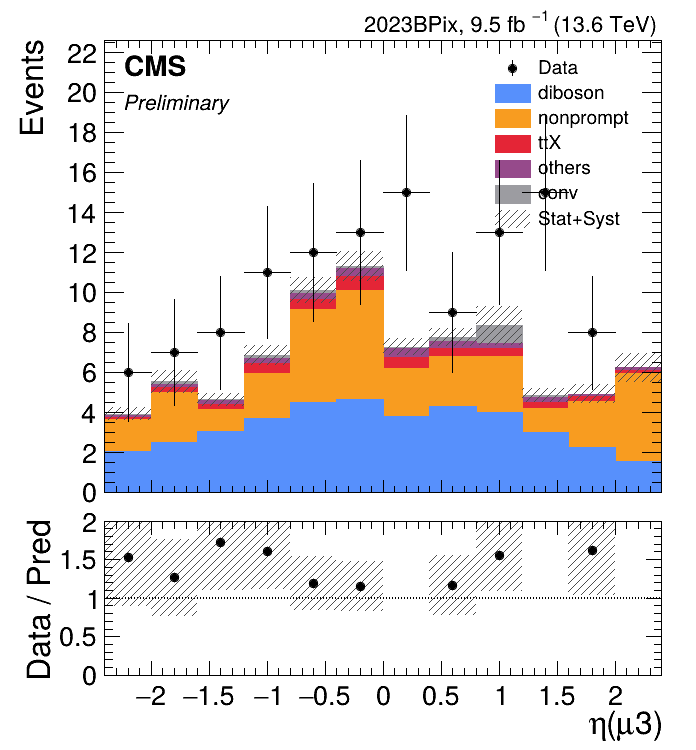 2023BPix, 9.5 fb⁻¹ (13.6 TeV)
Events
22
20
18
16
14
12
10
8
6
4
2
0
CMS
Preliminary
Data
diboson
nonprompt
ttX
others
conv
Stat+Syst
Data / Pred
2
1.5
1
0.5
0
−2 −1.5 −1 −0.5 0 0.5 1 1.5 2
η(μ3)